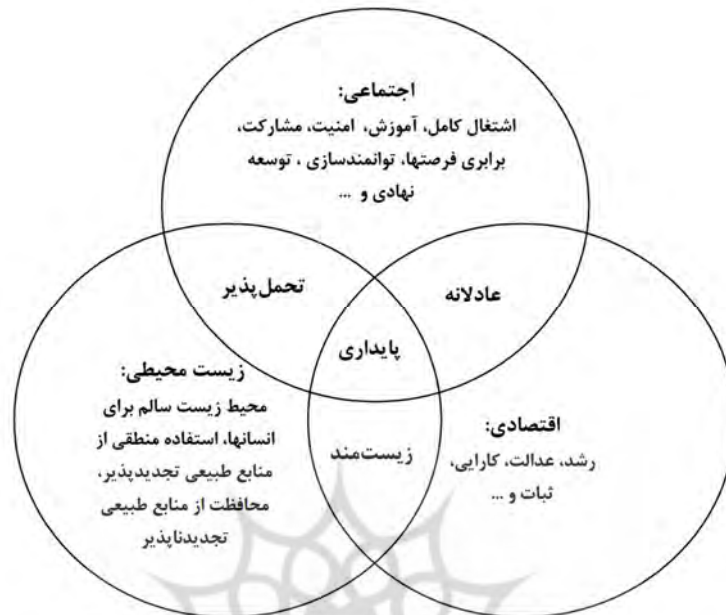 اجتماعی:
اشتغال کامل، آموزش، امنیت، مشارکت،
برابری فرصتها، توانمندسازی ، توسعه
نهادی و ...
تحمل‌پذیر
عادلانه
پایداری
زیست محیطی:
محیط زیست سالم برای
انسانها، استفاده منطقی از
منابع طبیعی تجدیدپذیر،
محافظت از منابع طبیعی
تجدیدناپذیر
زیست‌مند
اقتصادی:
رشد، عدالت، کارایی،
ثبات و ...